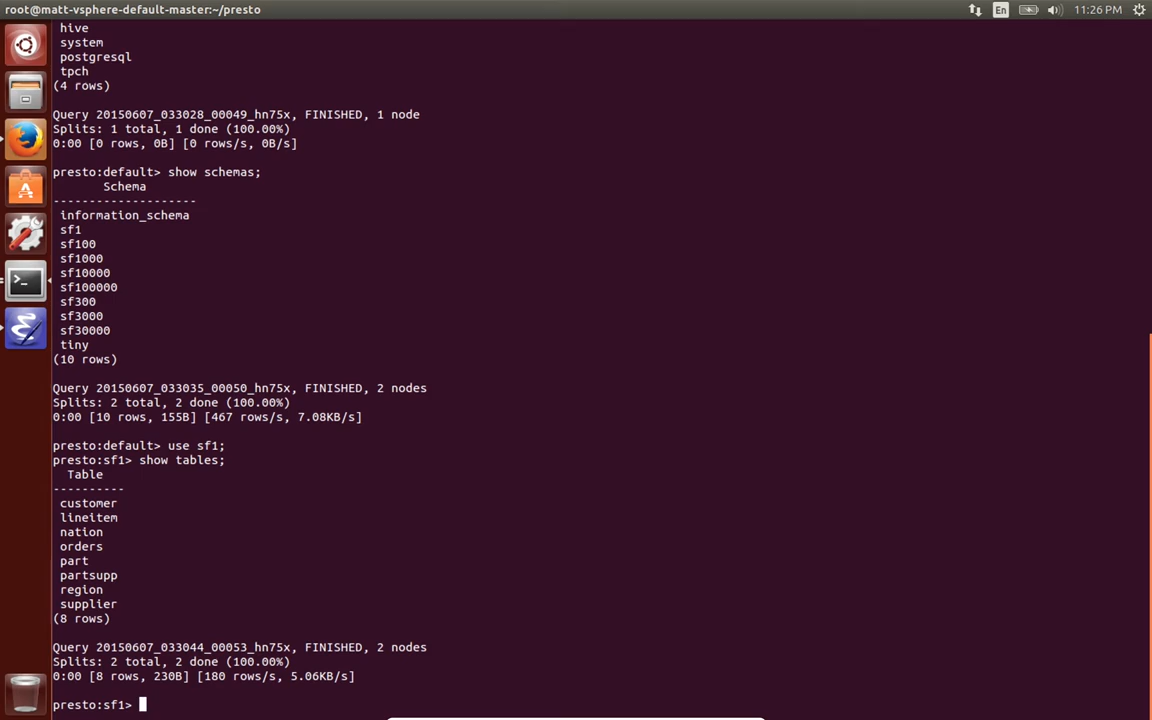 root@matt-vsphere-default-master:~/presto
En
11:26 PM
hive
system
postgresql
tpch
(4 rows)
Query 20150607_033028_00049_hn75x, FINISHED, 1 node
Splits: 1 total, 1 done (100.00%)
0:00 [0 rows, 0B] [0 rows/s, 0B/s]
presto:default> show schemas;
Schema
--------------------
information_schema
sf1
sf100
sf1000
sf10000
sf100000
sf300
sf3000
sf30000
tiny
(10 rows)
Query 20150607_033035_00050_hn75x, FINISHED, 2 nodes
Splits: 2 total, 2 done (100.00%)
0:00 [10 rows, 155B] [467 rows/s, 7.08KB/s]
presto:default> use sf1;
presto:sf1> show tables;
Table
----------
customer
lineitem
nation
orders
part
partsupp
region
supplier
(8 rows)
Query 20150607_033044_00053_hn75x, FINISHED, 2 nodes
Splits: 2 total, 2 done (100.00%)
0:00 [8 rows, 230B] [180 rows/s, 5.06KB/s]
presto:sf1>